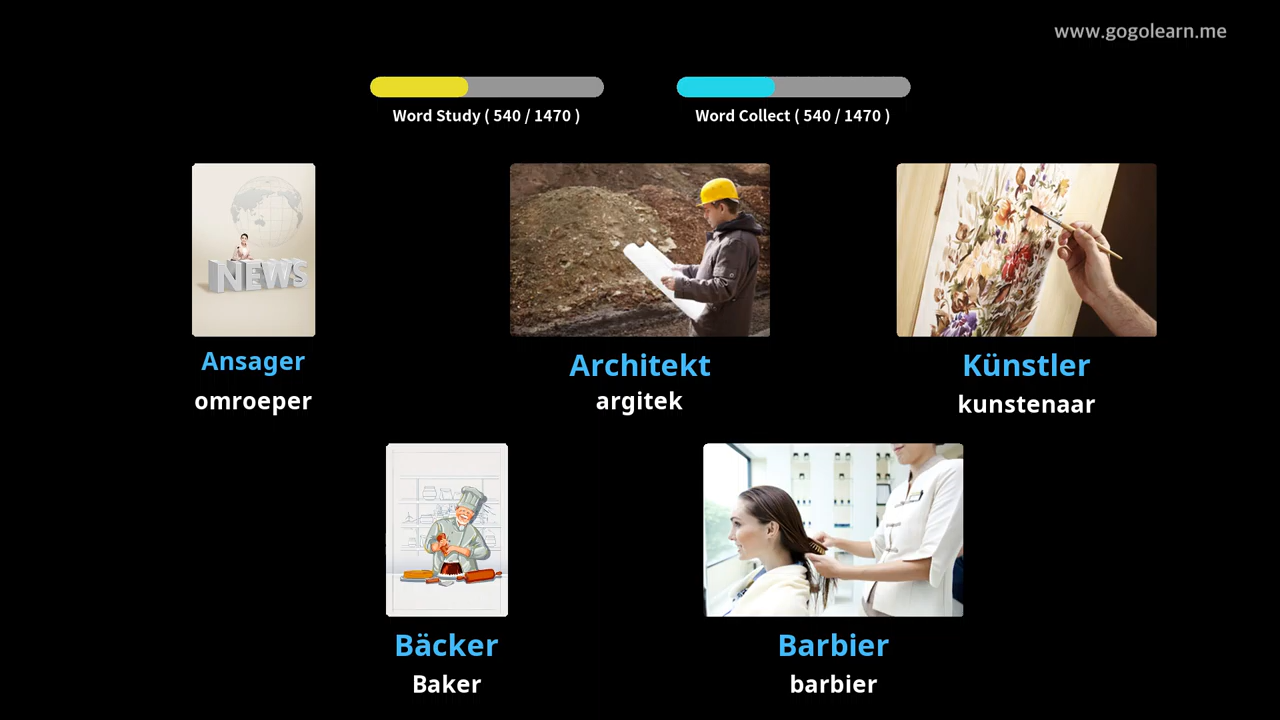 www.gogolearn.me
Word Study ( 540 / 1470 )
Word Collect ( 540 / 1470 )
NEWS
Ansager
omroeper
Architekt
argitek
Künstler
kunstenaar
Bäcker
Baker
Barbier
barbier